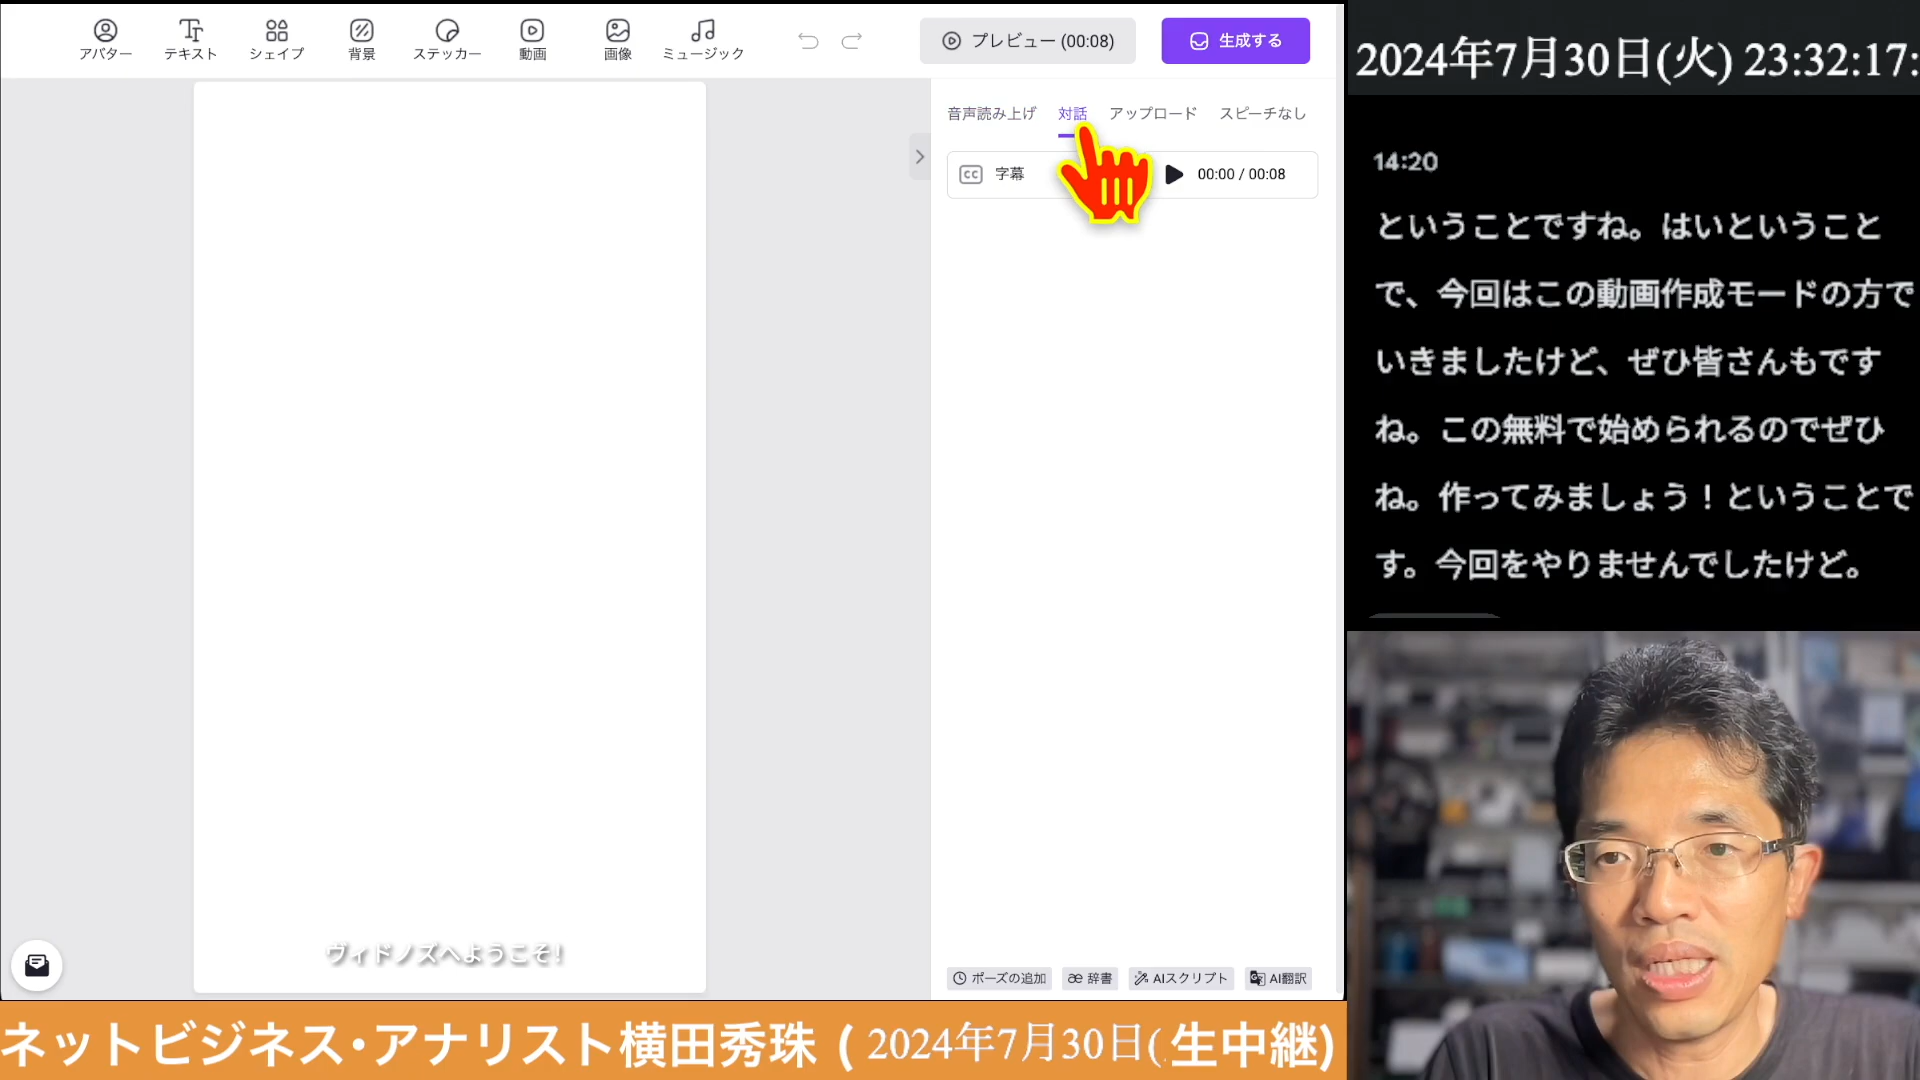 アバター
テキスト
シェイプ
背景
ステッカー
動画
画像
ミュージック
プレビュー (00:08)
生成する
音声読み上げ
対話
アップロード
スピーチなし
CC 字幕
00:00 / 00:08
ヴィドノズへようこそ!
ポーズの追加
æ 辞書
AIスクリプト
AI翻訳
2024年7月30日(火) 23:32:17:
14:20
ということですね。はいということ
で、今回はこの動画作成モードの方で
いきましたけど、ぜひ皆さんもです
ね。この無料で始められるのでぜひ
ね。作ってみましょう！ということで
す。今回をやりませんでしたけど。
ネットビジネス・アナリスト横田秀珠 ( 2024年7月30日( 生中継)